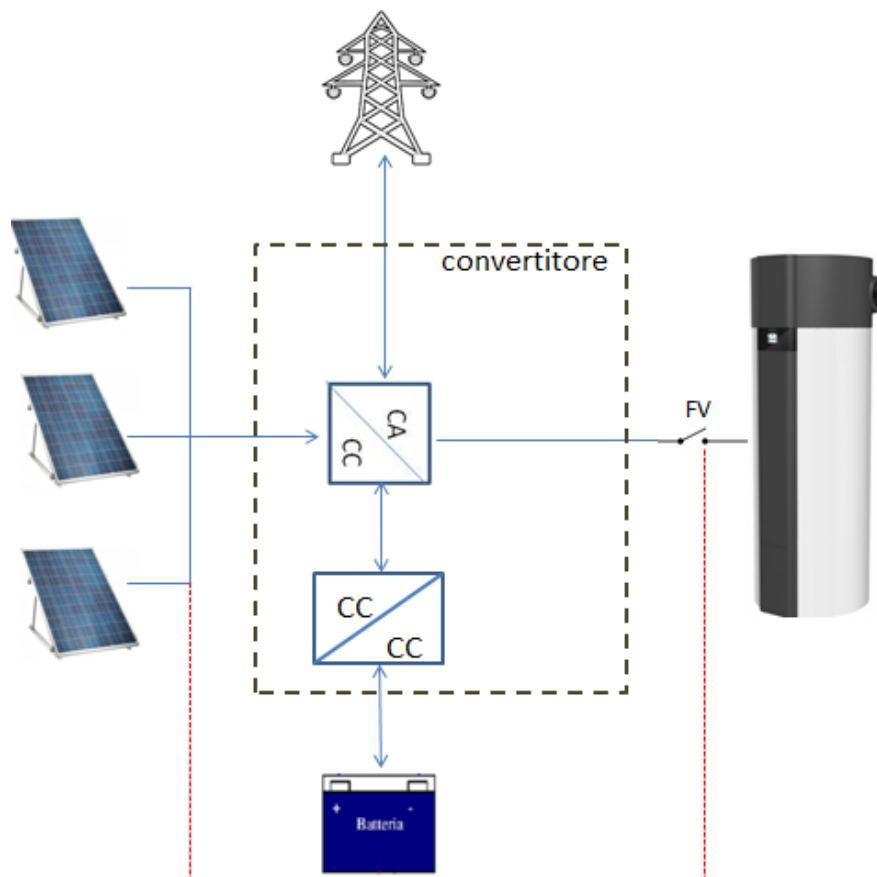 convertitore
FV
CA
CC
CC
CC
+ -
Batteria